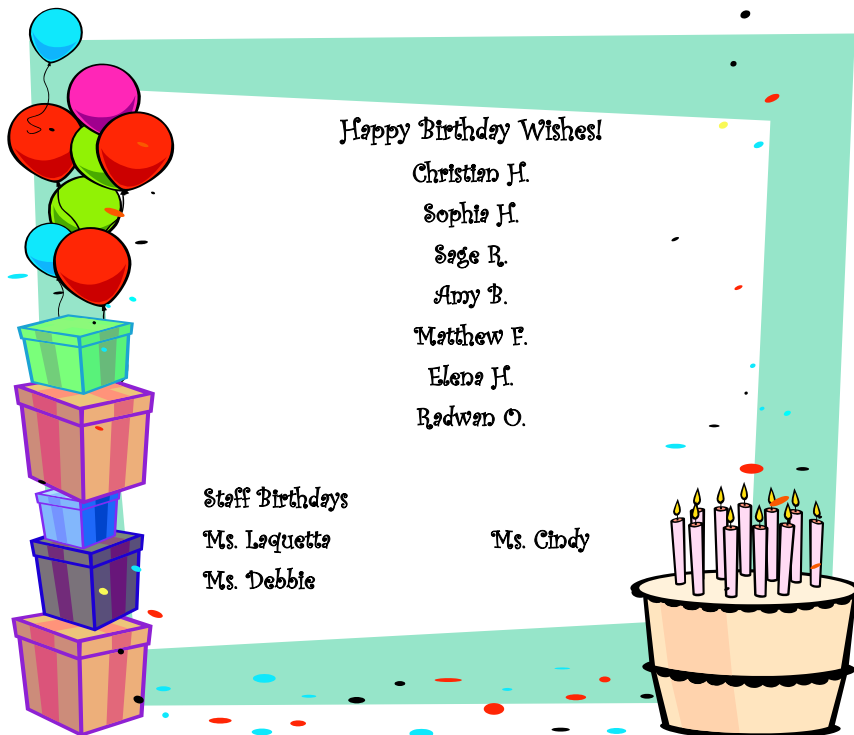 Happy Birthday Wishes!
Christian H.
Sophia H.
Sage R.
Amy B.
Matthew F.
Elena H.
Radwan O.
Staff Birthdays
Ms. Laquetta Ms. Cindy
Ms. Debbie